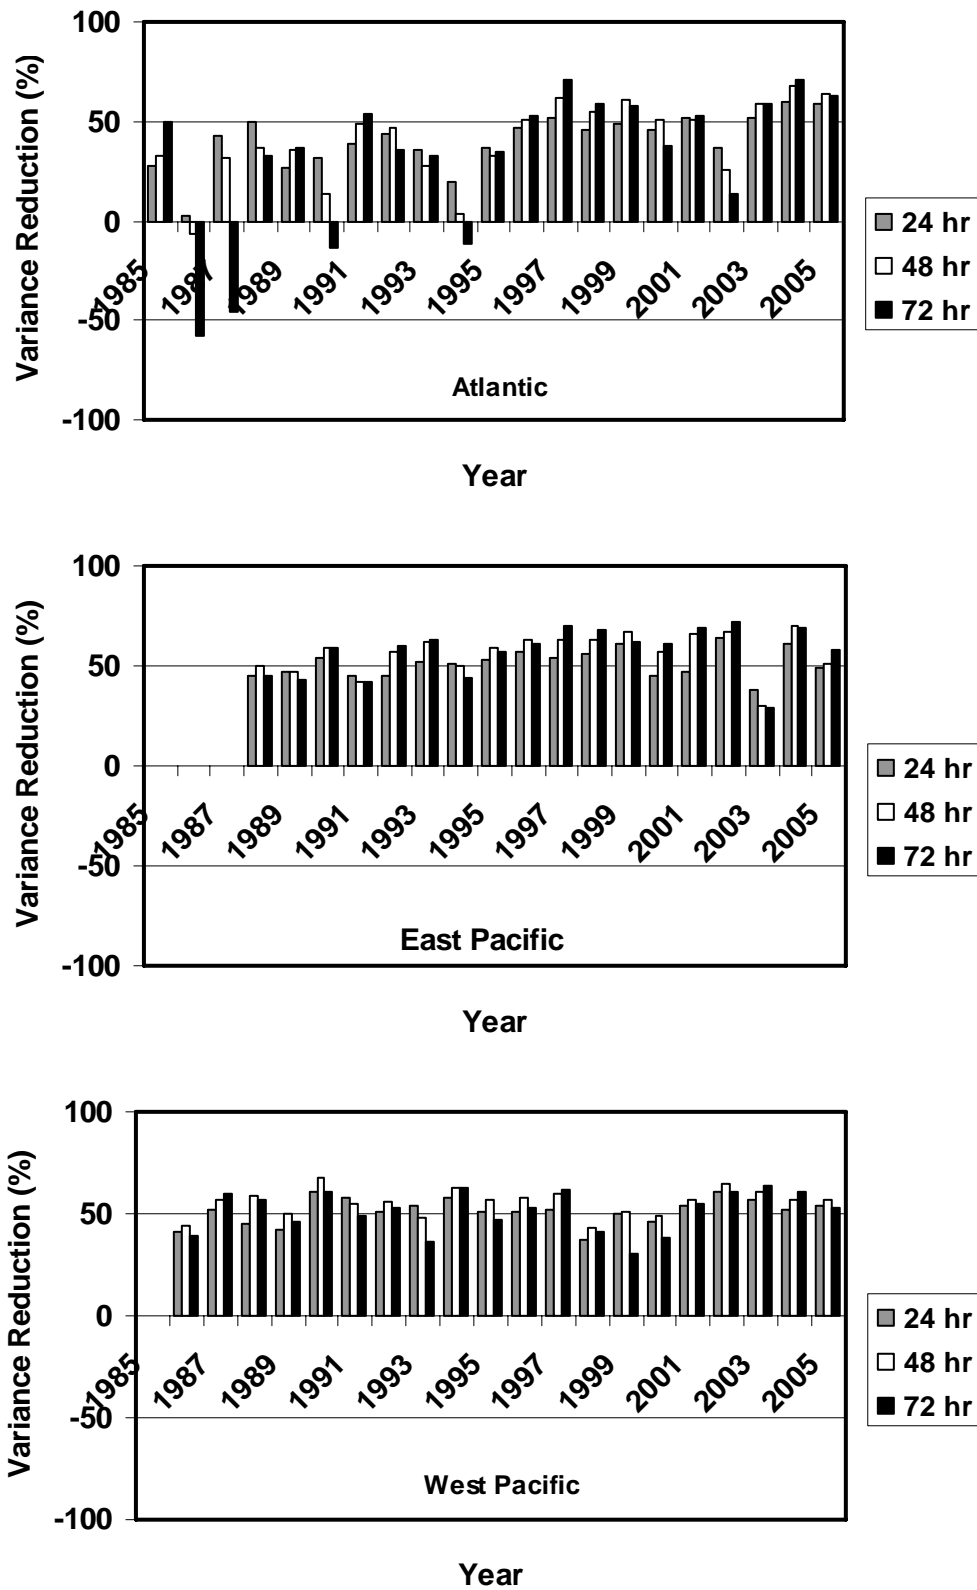 100
50
0
-50
-100
Variance Reduction (%)
1985
1987
1989
1991
1993
1995
1997
1999
2001
2003
2005
Atlantic
Year
24 hr
48 hr
72 hr
100
50
0
-50
-100
Variance Reduction (%)
1985
1987
1989
1991
1993
1995
1997
1999
2001
2003
2005
East Pacific
Year
24 hr
48 hr
72 hr
100
50
0
-50
-100
Variance Reduction (%)
1985
1987
1989
1991
1993
1995
1997
1999
2001
2003
2005
West Pacific
Year
24 hr
48 hr
72 hr